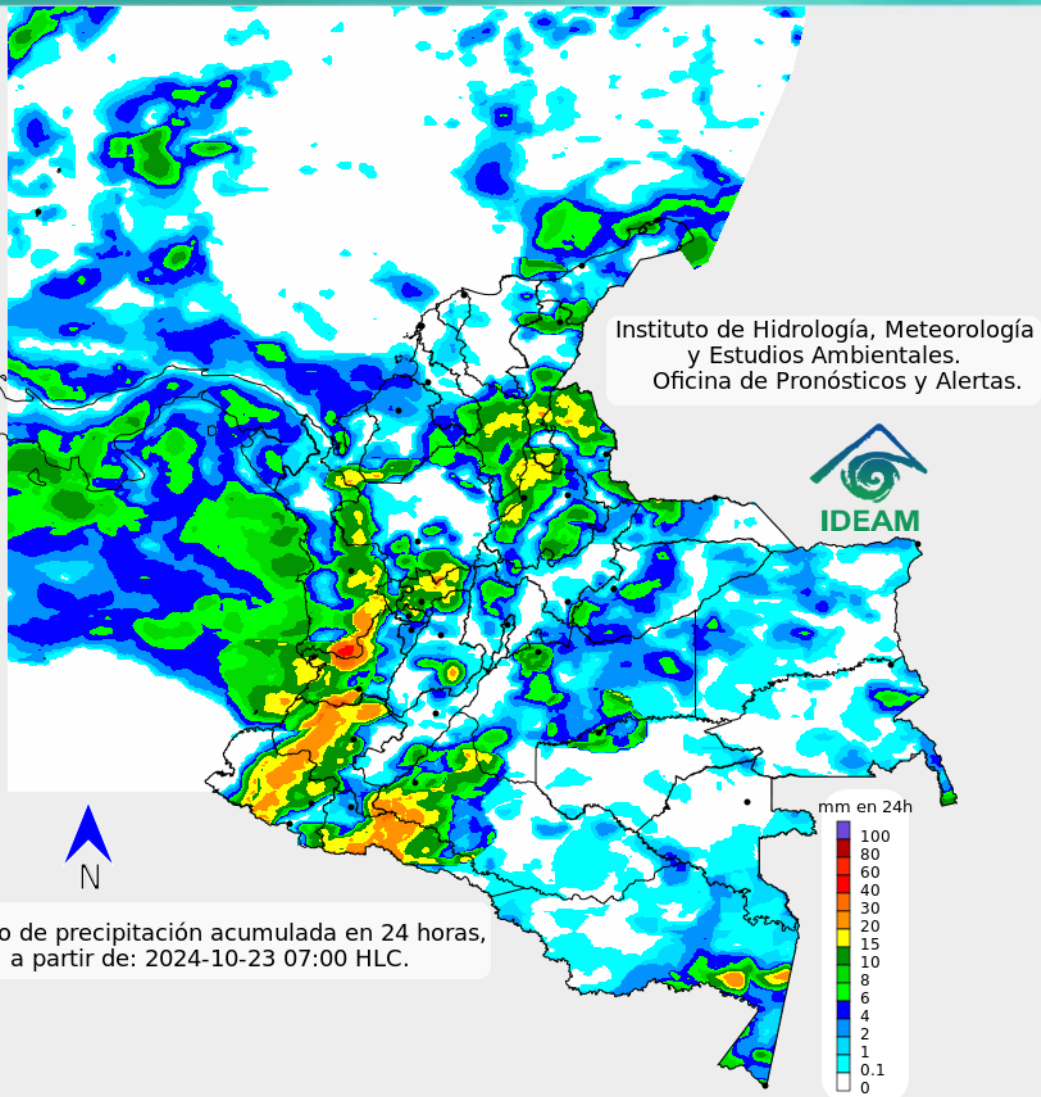 Instituto de Hidrología, Meteorología
y Estudios Ambientales.
Oficina de Pronósticos y Alertas.
IDEAM
mm en 24h
100
80
60
40
30
20
15
10
8
6
4
2
1
0.1
0
N
de precipitación acumulada en 24 horas,
a partir de: 2024-10-23 07:00 HLC.